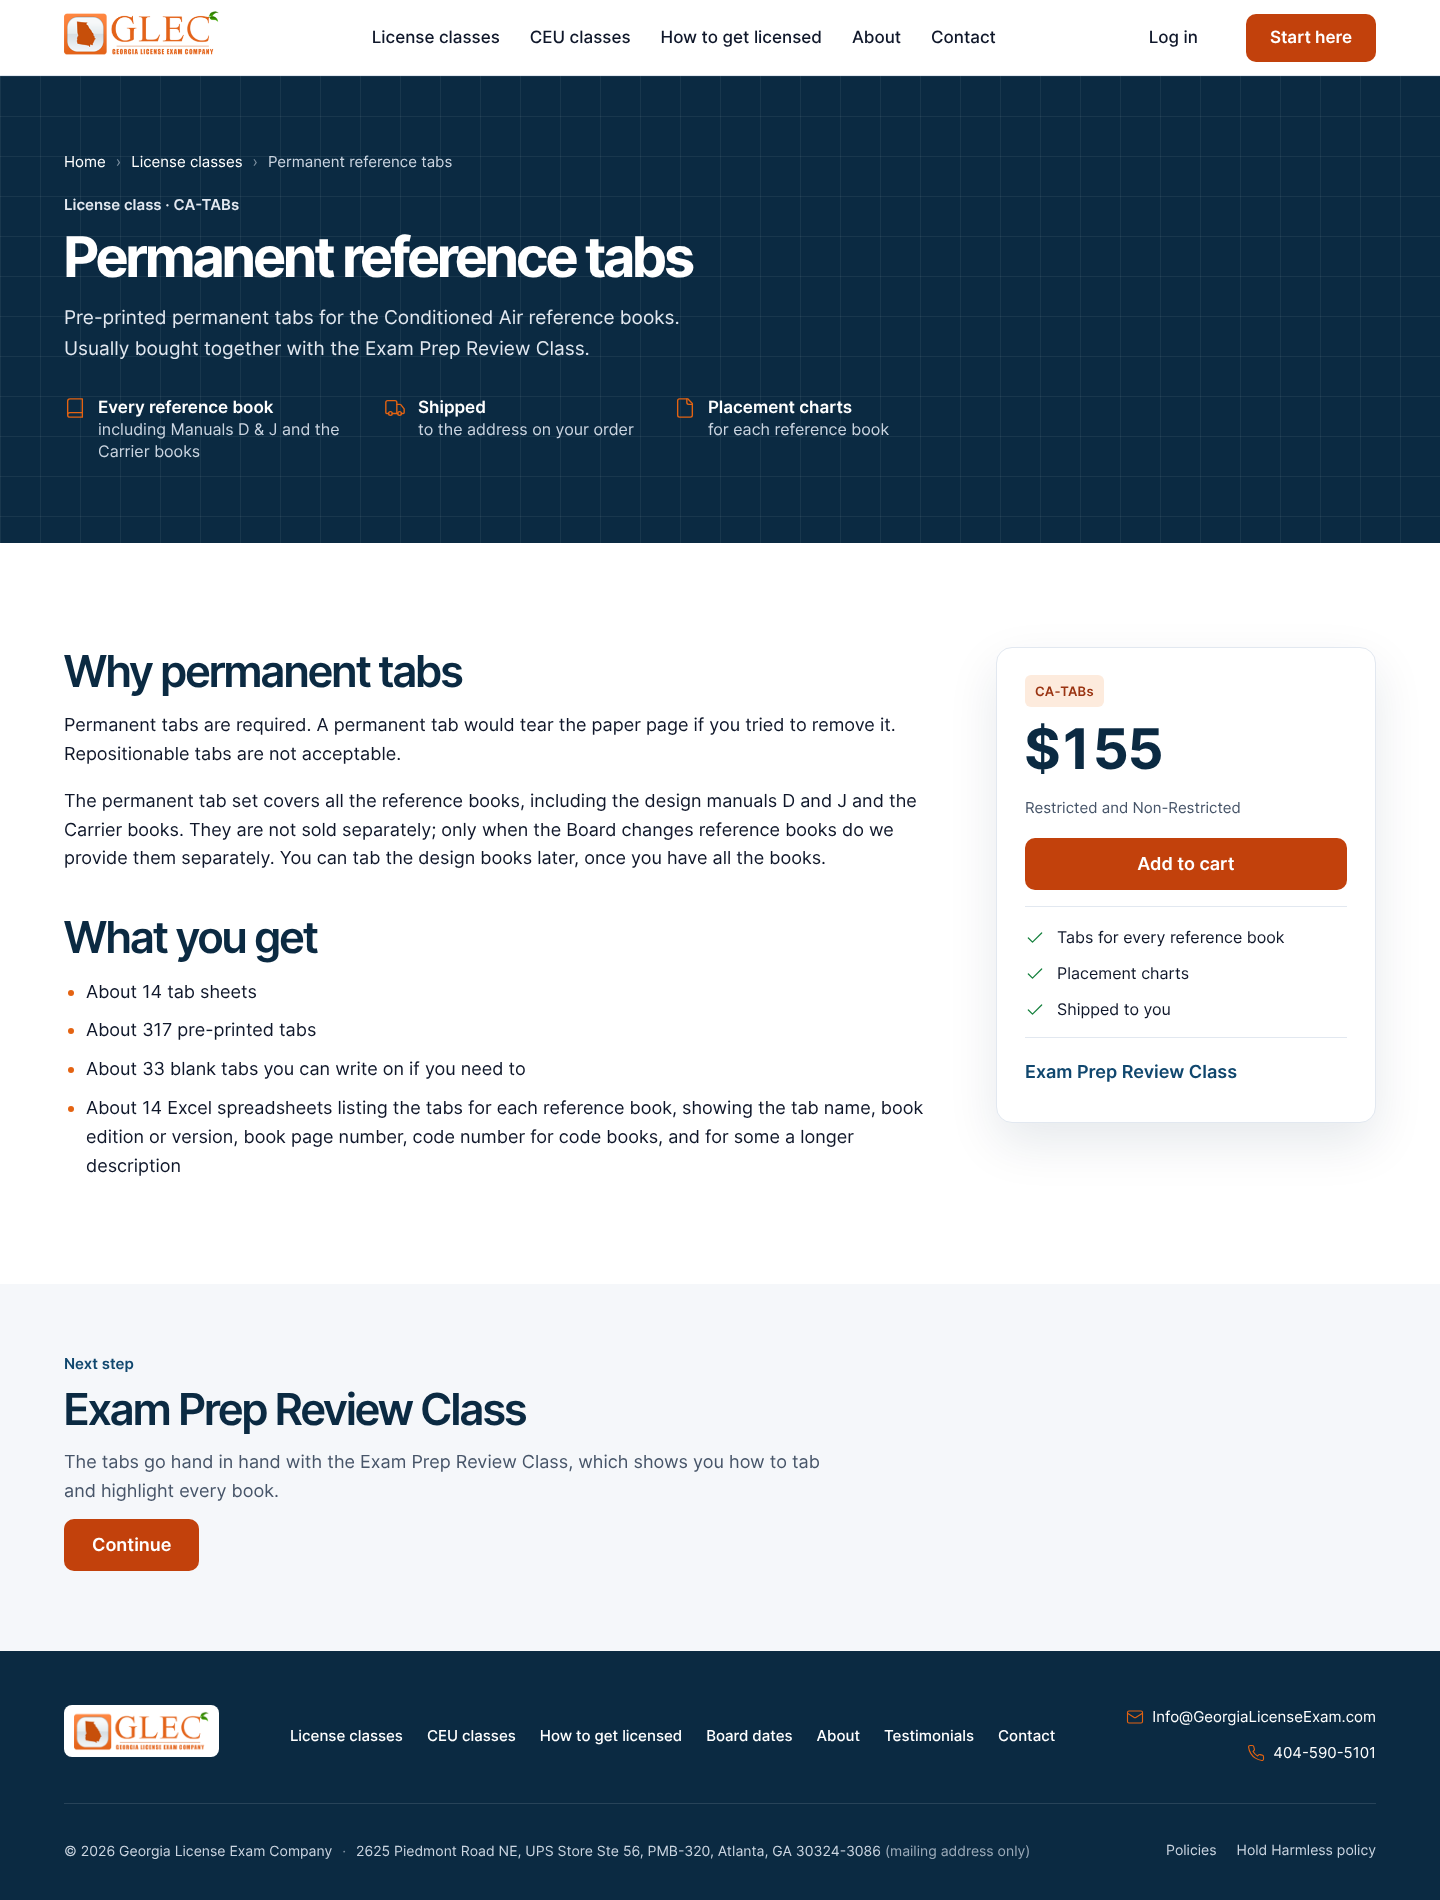 GLEC
GEORGIA LICENSE EXAM COMPANY
License classes
CEU classes
How to get licensed
About
Contact
Log in
Start here
Home › License classes › Permanent reference tabs
License class · CA-TABs
Permanent reference tabs
Pre-printed permanent tabs for the Conditioned Air reference books.
Usually bought together with the Exam Prep Review Class.
Every reference book
including Manuals D & J and the
Carrier books
Shipped
to the address on your order
Placement charts
for each reference book
Why permanent tabs
Permanent tabs are required. A permanent tab would tear the paper page if you tried to remove it.
Repositionable tabs are not acceptable.
The permanent tab set covers all the reference books, including the design manuals D and J and the
Carrier books. They are not sold separately; only when the Board changes reference books do we
provide them separately. You can tab the design books later, once you have all the books.
What you get
About 14 tab sheets
About 317 pre-printed tabs
About 33 blank tabs you can write on if you need to
About 14 Excel spreadsheets listing the tabs for each reference book, showing the tab name, book
edition or version, book page number, code number for code books, and for some a longer
description
CA-TABs
$155
Restricted and Non-Restricted
Add to cart
Tabs for every reference book
Placement charts
Shipped to you
Exam Prep Review Class
Next step
Exam Prep Review Class
The tabs go hand in hand with the Exam Prep Review Class, which shows you how to tab
and highlight every book.
Continue
GLEC
GEORGIA LICENSE EXAM COMPANY
License classes
CEU classes
How to get licensed
Board dates
About
Testimonials
Contact
Info@GeorgiaLicenseExam.com
404-590-5101
© 2026 Georgia License Exam Company · 2625 Piedmont Road NE, UPS Store Ste 56, PMB-320, Atlanta, GA 30324-3086 (mailing address only)
Policies
Hold Harmless policy